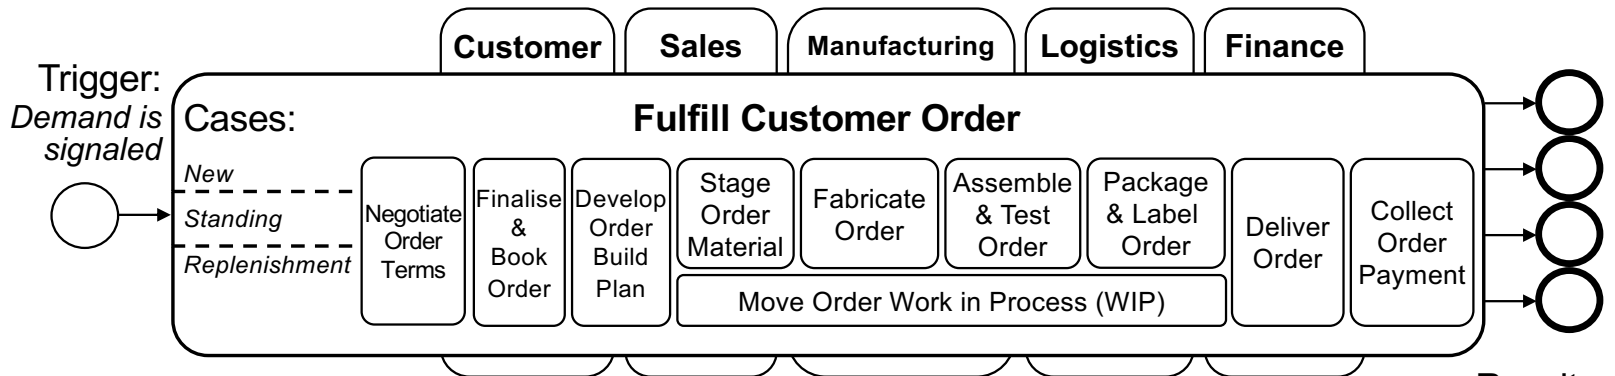 Customer
Sales
Manufacturing
Logistics
Finance
Trigger:
Demand is
signaled
Cases:
Fulfill Customer Order
New
Standing
Replenishment
Negotiate
Order
Terms
Finalise
&
Book
Order
Develop
Order
Build
Plan
Stage
Order
Material
Fabricate
Order
Assemble
& Test
Order
Package
& Label
Order
Move Order Work in Process (WIP)
Deliver
Order
Collect
Order
Payment